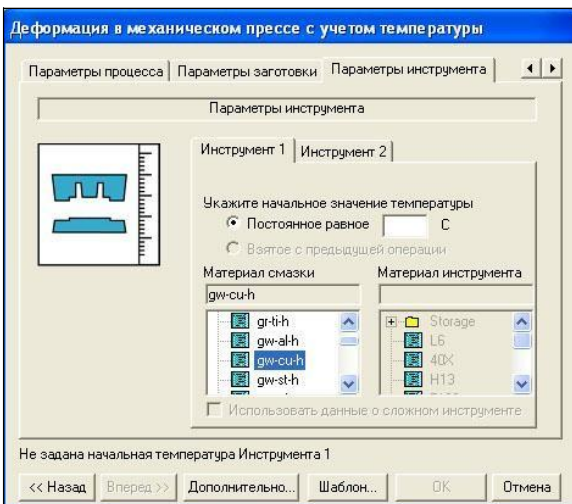 Деформация в механическом прессе с учетом температуры
Параметры процесса Параметры заготовки Параметры инструмента
Параметры инструмента
Инструмент 1 Инструмент 2
Укажите начальное значение температуры
Постоянное равное C
Взятое с предыдущей операции
Материал смазки Материал инструмента
gw-cu-h
gr-ti-h Storage
gw-al-h L6
gw-cu-h 40X
gw-st-h H13
Использовать данные о сложном инструменте
Не задана начальная температура Инструмента 1
<< Назад Вперед >> Дополнительно... Шаблон... OK Отмена